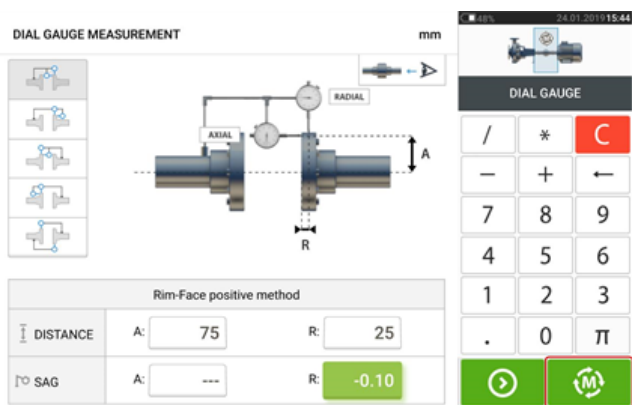 48% 24.01.2019 15:44
DIAL GAUGE MEASUREMENT mm
RADIAL
AXIAL
A
R
DIAL GAUGE
/ * C
− + ←
7 8 9
4 5 6
1 2 3
. 0 π
M
Rim-Face positive method
DISTANCE A: 75 R: 25
SAG A: --- R: -0.10